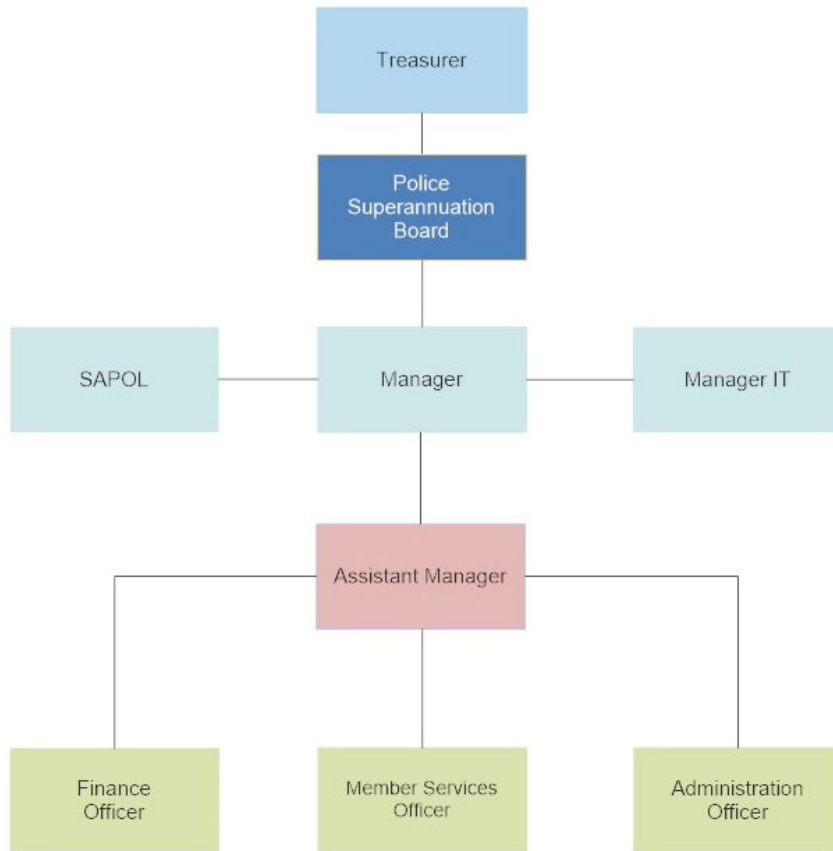 Treasurer
Police
Superannuation
Board
SAPOL
Manager
Manager IT
Assistant Manager
Finance
Officer
Member Services
Officer
Administration
Officer